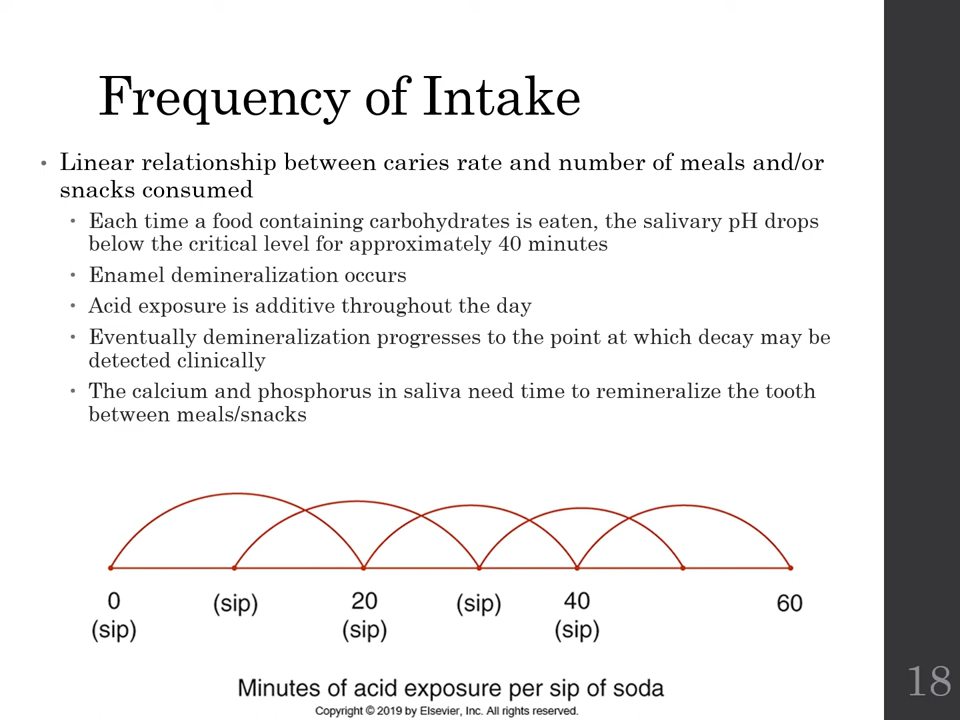 Frequency of Intake
• Linear relationship between caries rate and number of meals and/or
snacks consumed
• Each time a food containing carbohydrates is eaten, the salivary pH drops
below the critical level for approximately 40 minutes
• Enamel demineralization occurs
• Acid exposure is additive throughout the day
• Eventually demineralization progresses to the point at which decay may be
detected clinically
• The calcium and phosphorus in saliva need time to remineralize the tooth
between meals/snacks
0 (sip) 20 (sip) 40 60
(sip) (sip) (sip)
Minutes of acid exposure per sip of soda
Copyright © 2019 by Elsevier, Inc. All rights reserved.
18